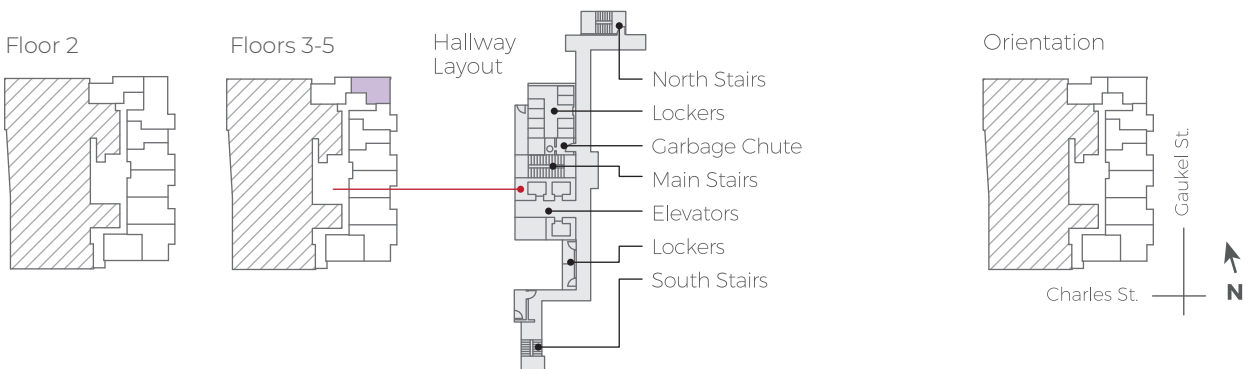 Floor 2
Floors 3-5
Hallway
Layout
North Stairs
Lockers
Garbage Chute
Main Stairs
Elevators
Lockers
South Stairs
Orientation
Gaukel St.
Charles St.
N